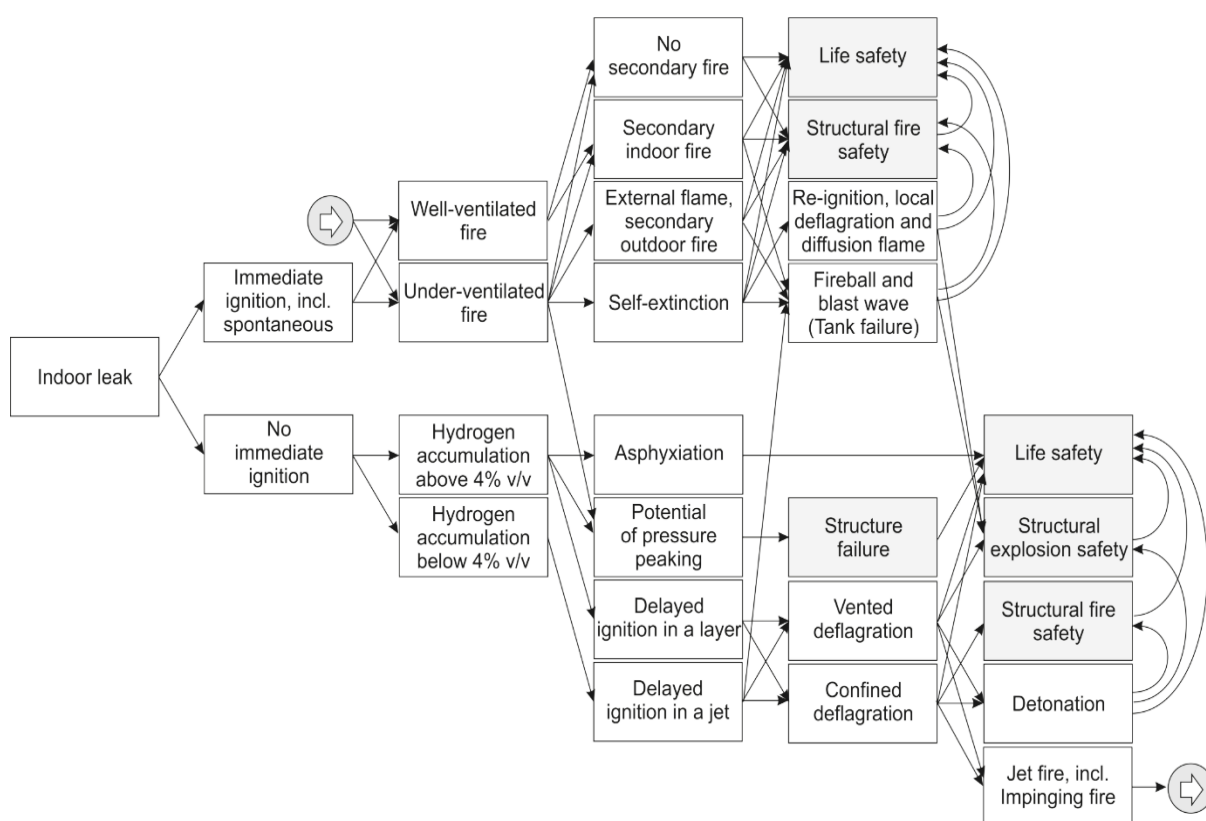 No
secondary fire
Life safety
Secondary
indoor fire
Structural fire
safety
Well-ventilated
fire
External flame,
secondary
outdoor fire
Re-ignition, local
deflagration and
diffusion flame
Immediate
ignition, incl.
spontaneous
Under-ventilated
fire
Self-extinction
Fireball and
blast wave
(Tank failure)
Indoor leak
No
immediate
ignition
Hydrogen
accumulation
above 4% v/v
Asphyxiation
Life safety
Hydrogen
accumulation
below 4% v/v
Potential
of pressure
peaking
Structure
failure
Structural
explosion safety
Delayed
ignition in a layer
Vented
deflagration
Structural fire
safety
Delayed
ignition in a jet
Confined
deflagration
Detonation
Jet fire, incl.
Impinging fire